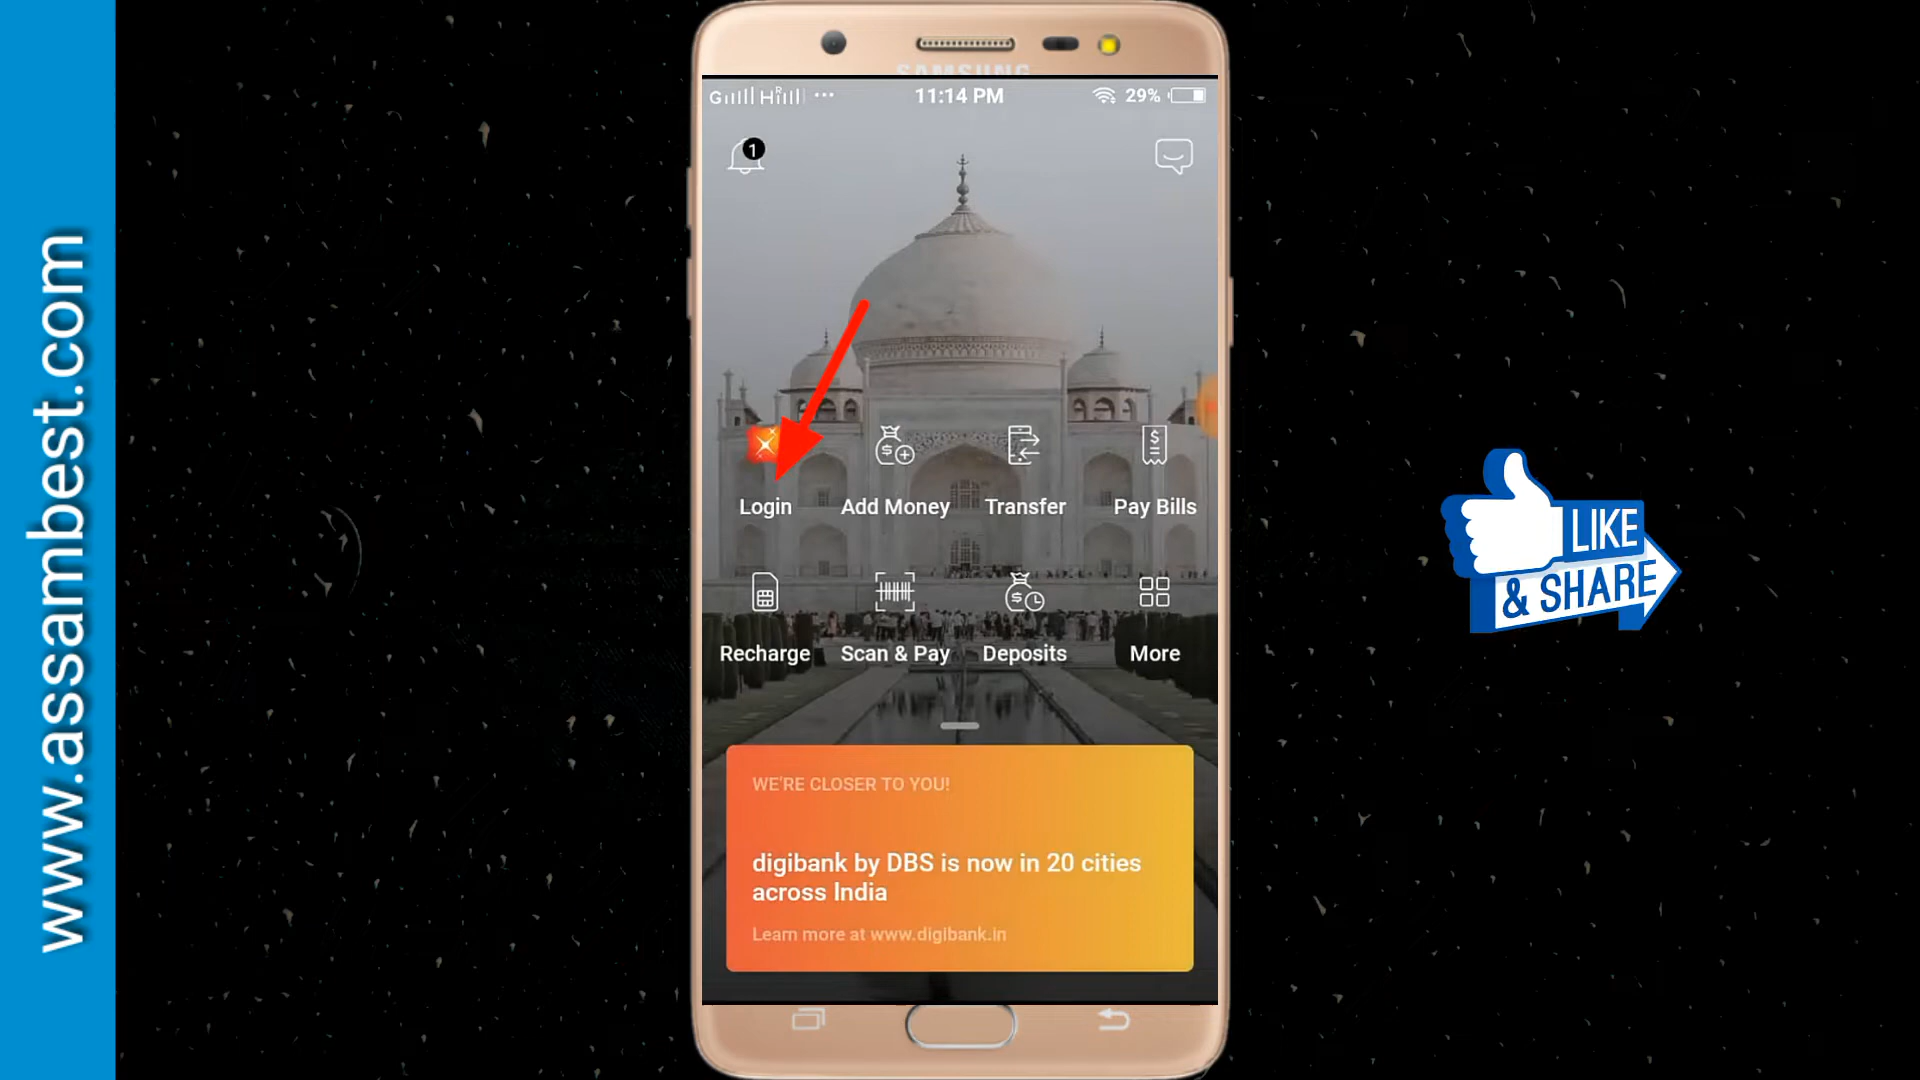 www.assambest.com
SAMSUNG
11:14 PM
29%
1
Login
Add Money
Transfer
Pay Bills
Recharge
Scan & Pay
Deposits
More
WE'RE CLOSER TO YOU!
digibank by DBS is now in 20 cities
across India
Learn more at www.digibank.in
LIKE
& SHARE